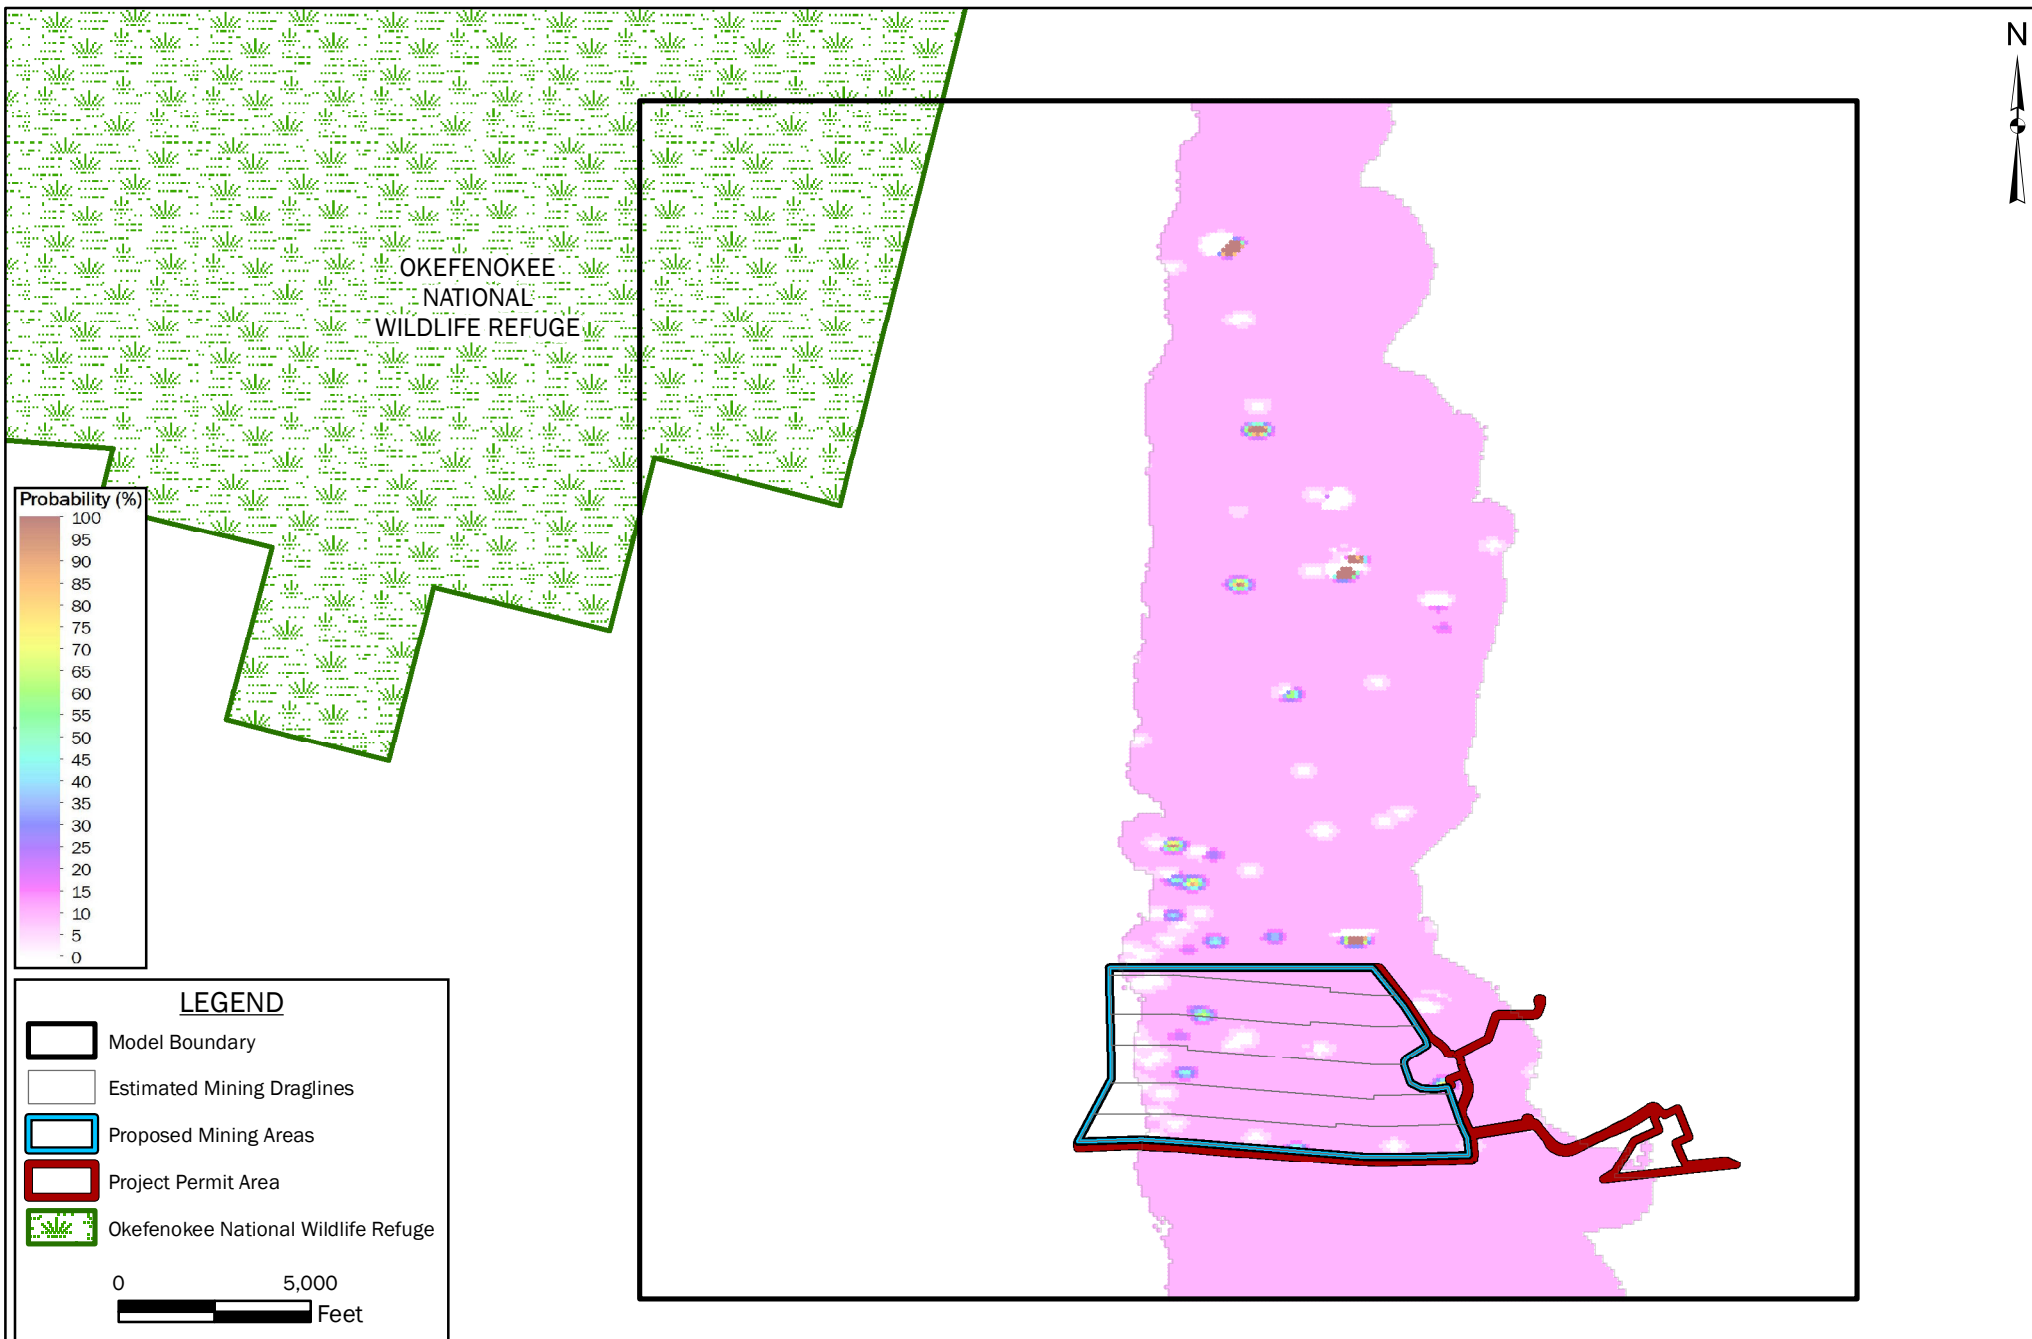 N
OKEFENOKEE
NATIONAL
WILDLIFE REFUGE
Probability (%)
100
95
90
85
80
75
70
65
60
55
50
45
40
35
30
25
20
15
10
5
0
LEGEND
Model Boundary
Estimated Mining Draglines
Proposed Mining Areas
Project Permit Area
Okefenokee National Wildlife Refuge
0 5,000
Feet